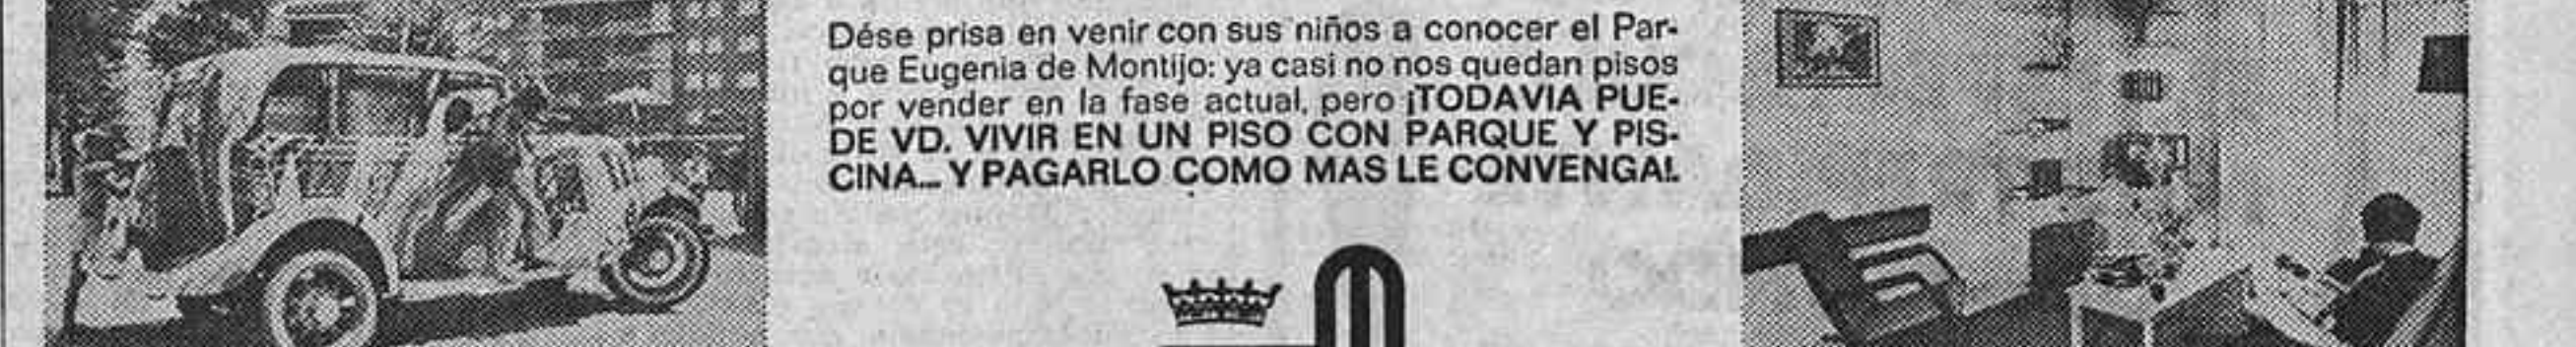 Dése prisa en venir con sus niños a conocer el Par-
que Eugenia de Montijo: ya casi no nos quedan pisos
por vender en la fase actual, pero ¡TODAVIA PUE-
DE VD. VIVIR EN UN PISO CON PARQUE Y PIS-
CINA... Y PAGARLO COMO MAS LE CONVENGA!.